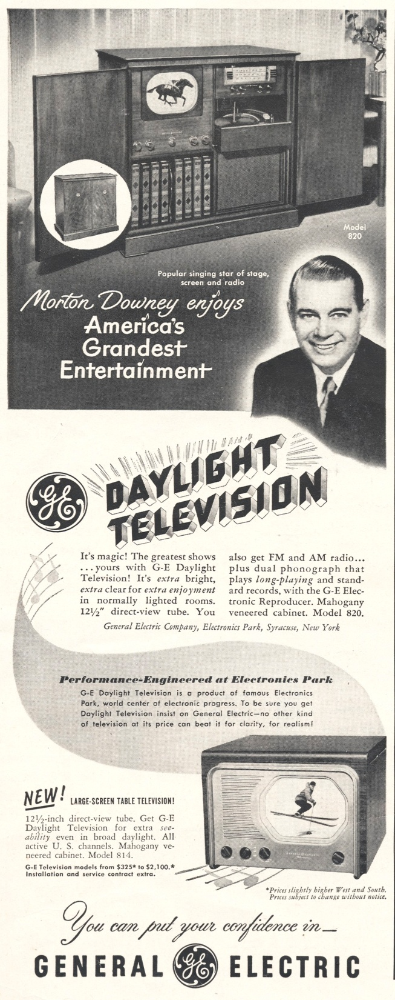 Model
820
Popular singing star of stage,
screen and radio
Morton Downey enjoys
America's
Grandest
Entertainment
GE
DAYLIGHT
TELEVISION
It's magic! The greatest shows
...yours with G-E Daylight
Television! It's extra bright,
extra clear for extra enjoyment
in normally lighted rooms.
12½" direct-view tube. You
also get FM and AM radio...
plus dual phonograph that
plays long-playing and stand-
ard records, with the G-E Elec-
tronic Reproducer. Mahogany
veneered cabinet. Model 820.
General Electric Company, Electronics Park, Syracuse, New York
Performance-Engineered at Electronics Park
G-E Daylight Television is a product of famous Electronics
Park, world center of electronic progress. To be sure you get
Daylight Television insist on General Electric—no other kind
of television at its price can beat it for clarity, for realism!
NEW! LARGE-SCREEN TABLE TELEVISION!
12½-inch direct-view tube. Get G-E
Daylight Television for extra see-
ability even in broad daylight. All
active U. S. channels. Mahogany ve-
neered cabinet. Model 814.
G-E Television models from $325* to $2,100.*
Installation and service contract extra.
*Prices slightly higher West and South.
Prices subject to change without notice.
You can put your confidence in—
GENERAL GE ELECTRIC